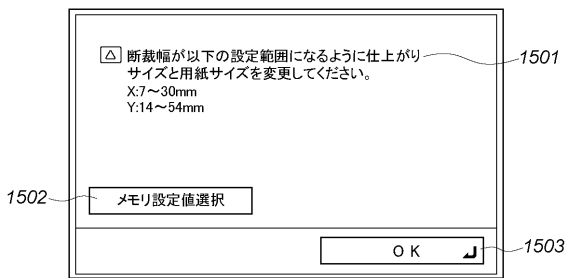 断裁幅が以下の設定範囲になるように仕上がり
サイズと用紙サイズを変更してください。
X:7～30mm
Y:14～54mm
1501
メモリ設定値選択
1502
OK
1503